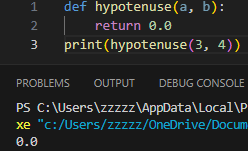 1 def hypotenuse(a, b):
2 return 0.0
3 print(hypotenuse(3, 4))
PROBLEMS OUTPUT DEBUG CONSOLE
PS C:\Users\zzzzz\AppData\Local\P
xe "c:/Users/zzzzz/OneDrive/Docum
0.0